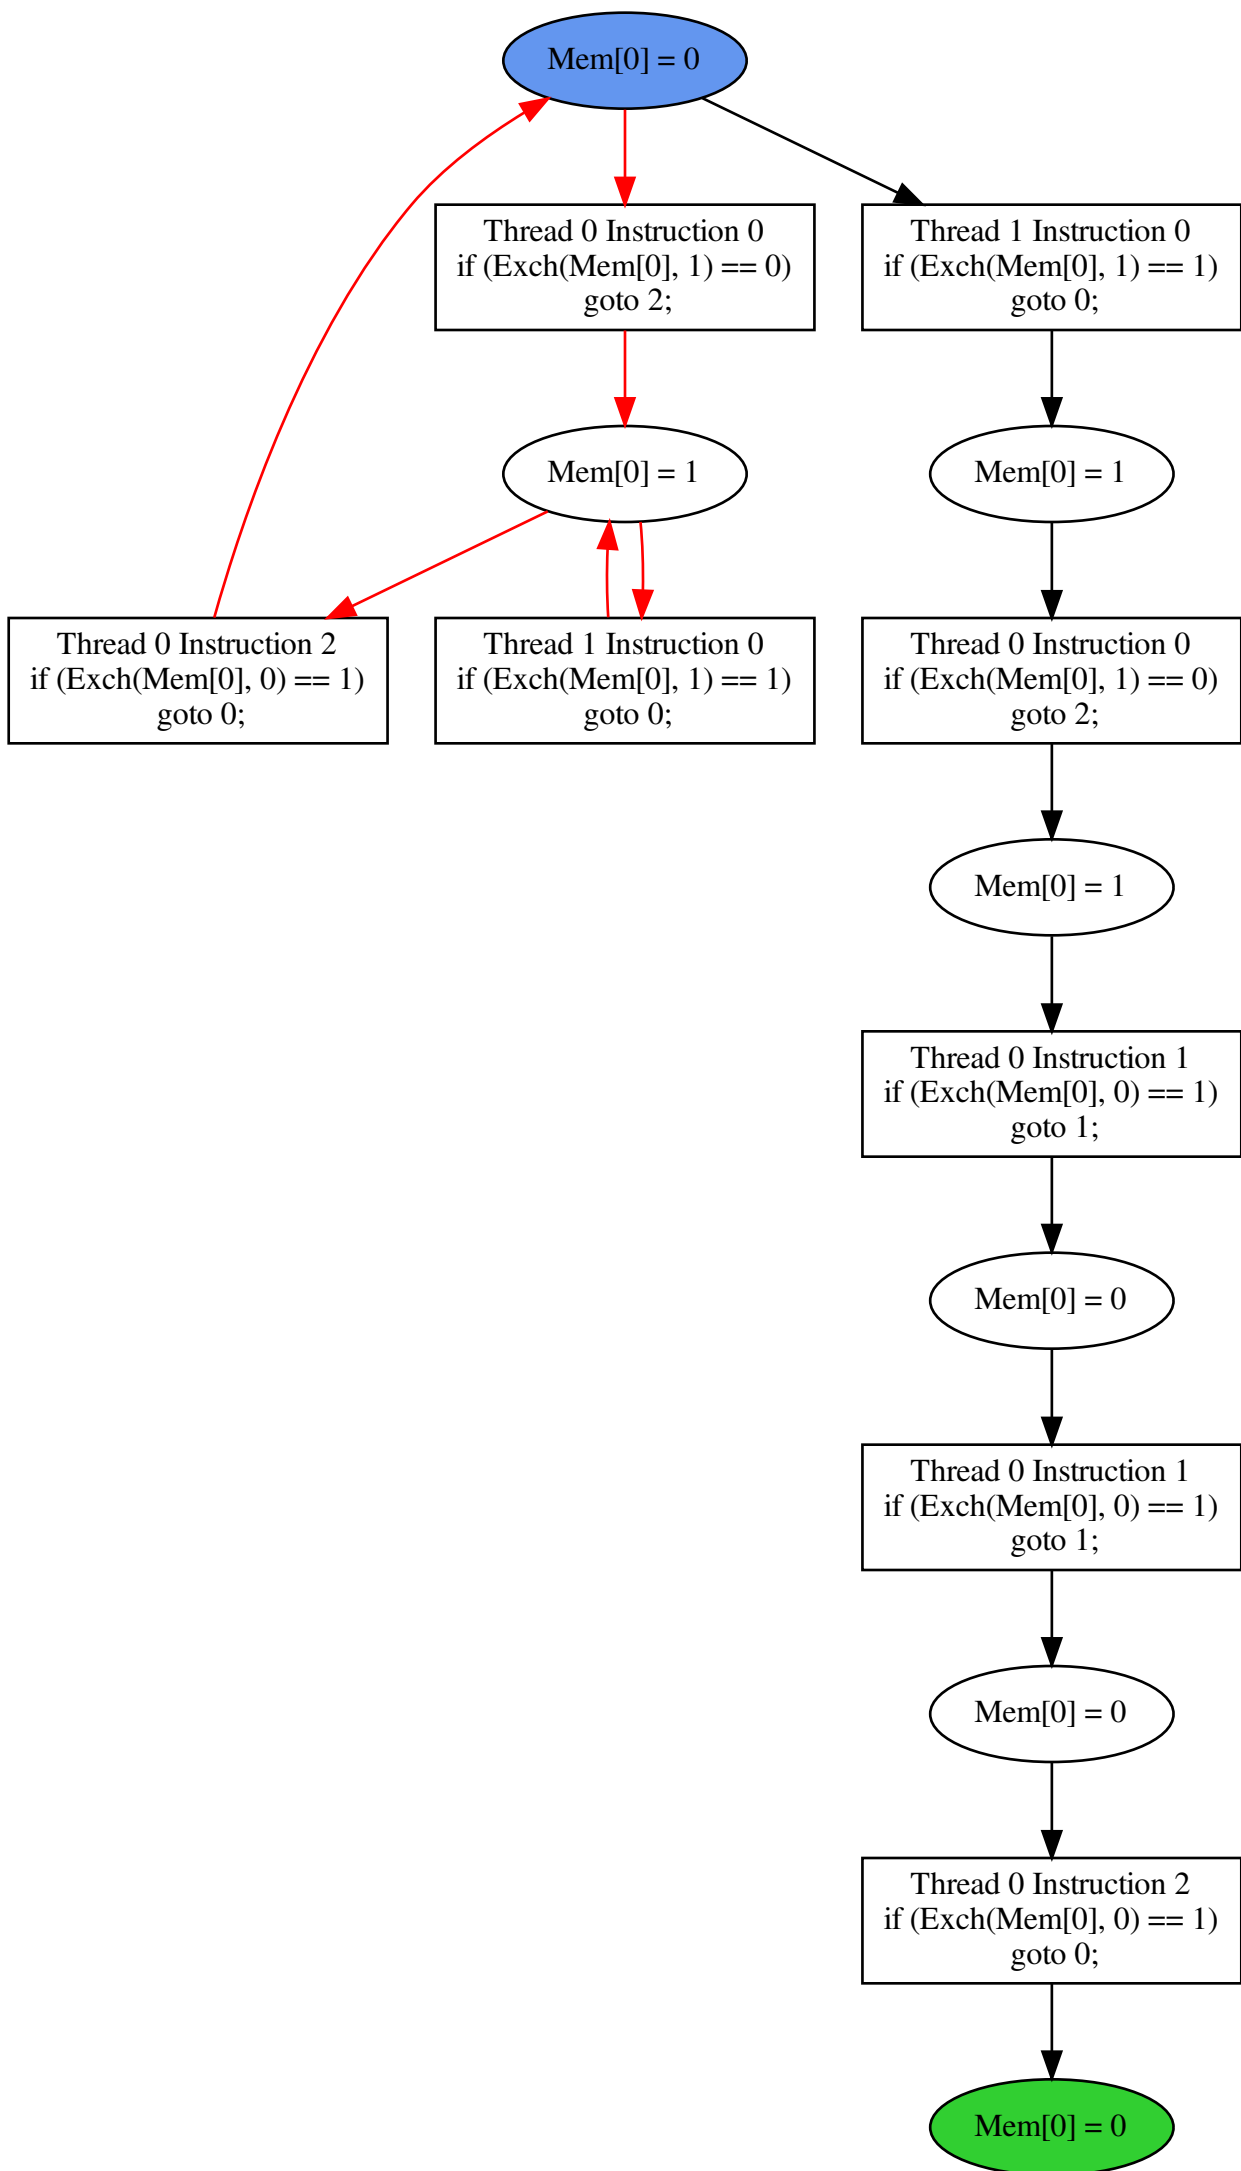 Mem[0] = 0
Thread 0 Instruction 0
if (Exch(Mem[0], 1) == 0)
goto 2;
Thread 1 Instruction 0
if (Exch(Mem[0], 1) == 1)
goto 0;
Mem[0] = 1
Mem[0] = 1
Thread 0 Instruction 2
if (Exch(Mem[0], 0) == 1)
goto 0;
Thread 1 Instruction 0
if (Exch(Mem[0], 1) == 1)
goto 0;
Thread 0 Instruction 0
if (Exch(Mem[0], 1) == 0)
goto 2;
Mem[0] = 1
Thread 0 Instruction 1
if (Exch(Mem[0], 0) == 1)
goto 1;
Mem[0] = 0
Thread 0 Instruction 1
if (Exch(Mem[0], 0) == 1)
goto 1;
Mem[0] = 0
Thread 0 Instruction 2
if (Exch(Mem[0], 0) == 1)
goto 0;
Mem[0] = 0